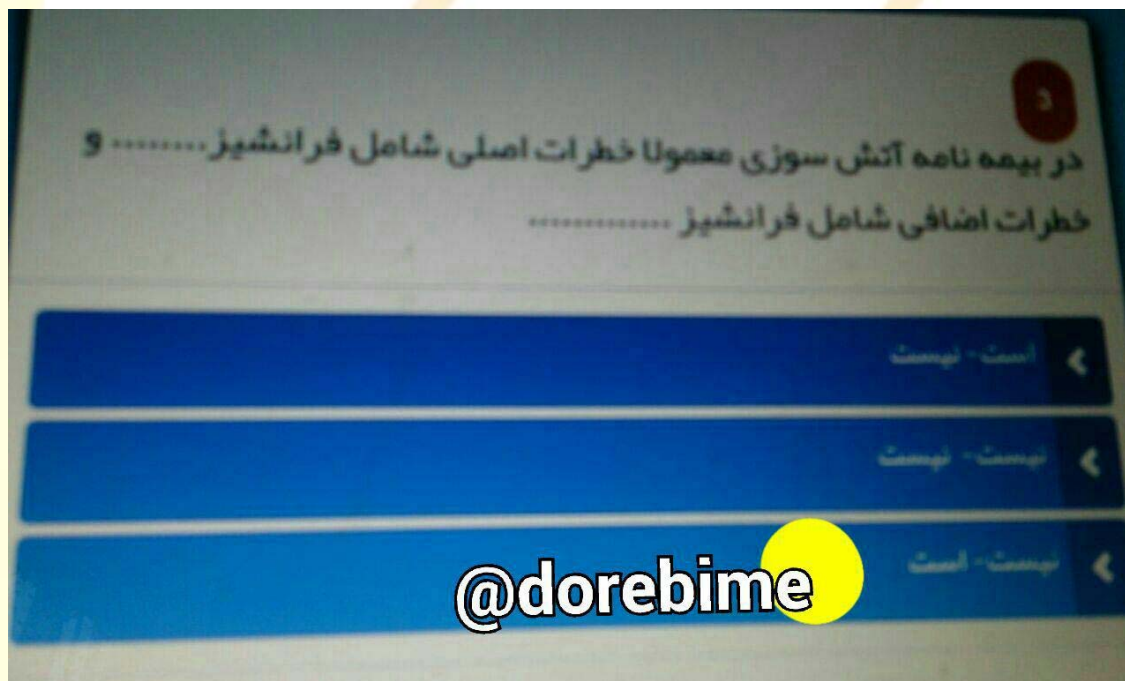 در بیمه نامه آتش سوزی معمولا خطرات اصلی شامل فرانشیز......... و
خطرات اضافی شامل فرانشیز .............
است- نیست
نیست- نیست
نیست- است
@dorebime